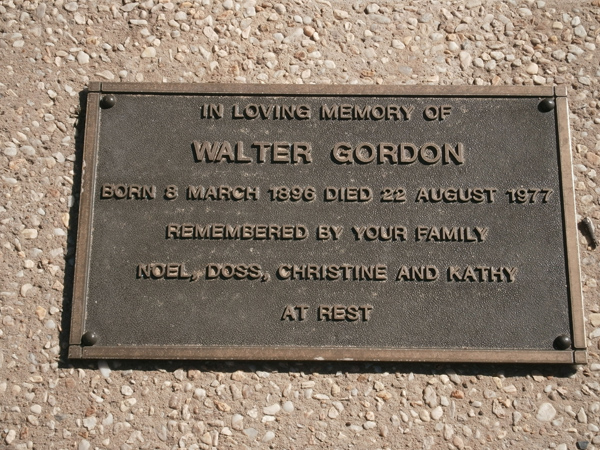 IN LOVING MEMORY OF
WALTER GORDON
BORN 8 MARCH 1896 DIED 22 AUGUST 1977
REMEMBERED BY YOUR FAMILY
NOEL, DOSS, CHRISTINE AND KATHY
AT REST